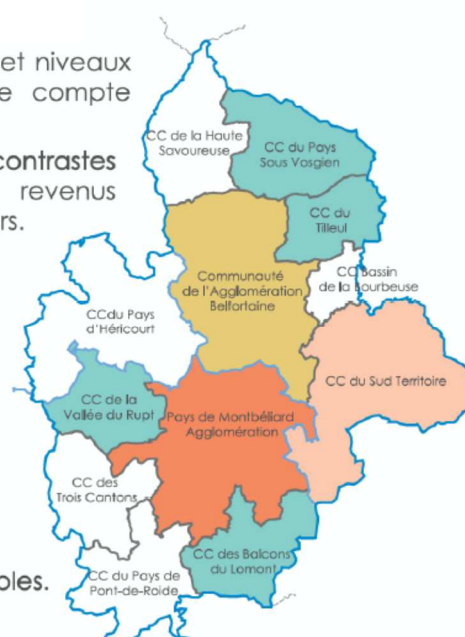 et niveaux
e compte
contrastes
revenus
rs.
CC de la Haute
Savoureuse
CC du Pays
Sous Vosgien
CC du
Tilleul
Communauté
de l'Agglomération
Belfortaine
CC Bassin
de la Bourbeuse
CCdu Pays
d'Héricourt
CC du Sud Territoire
CC de la
Vallée du Rupt
Pays de Montbéliard
Agglomération
CC des
Trois Cantons
CC des Balcons
du Lomont
CC du Pays de
Pont-de-Roide
oles.